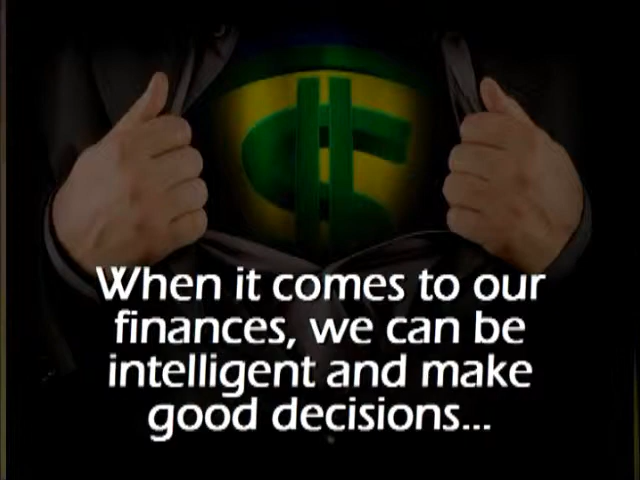 When it comes to our
finances, we can be
intelligent and make
good decisions...